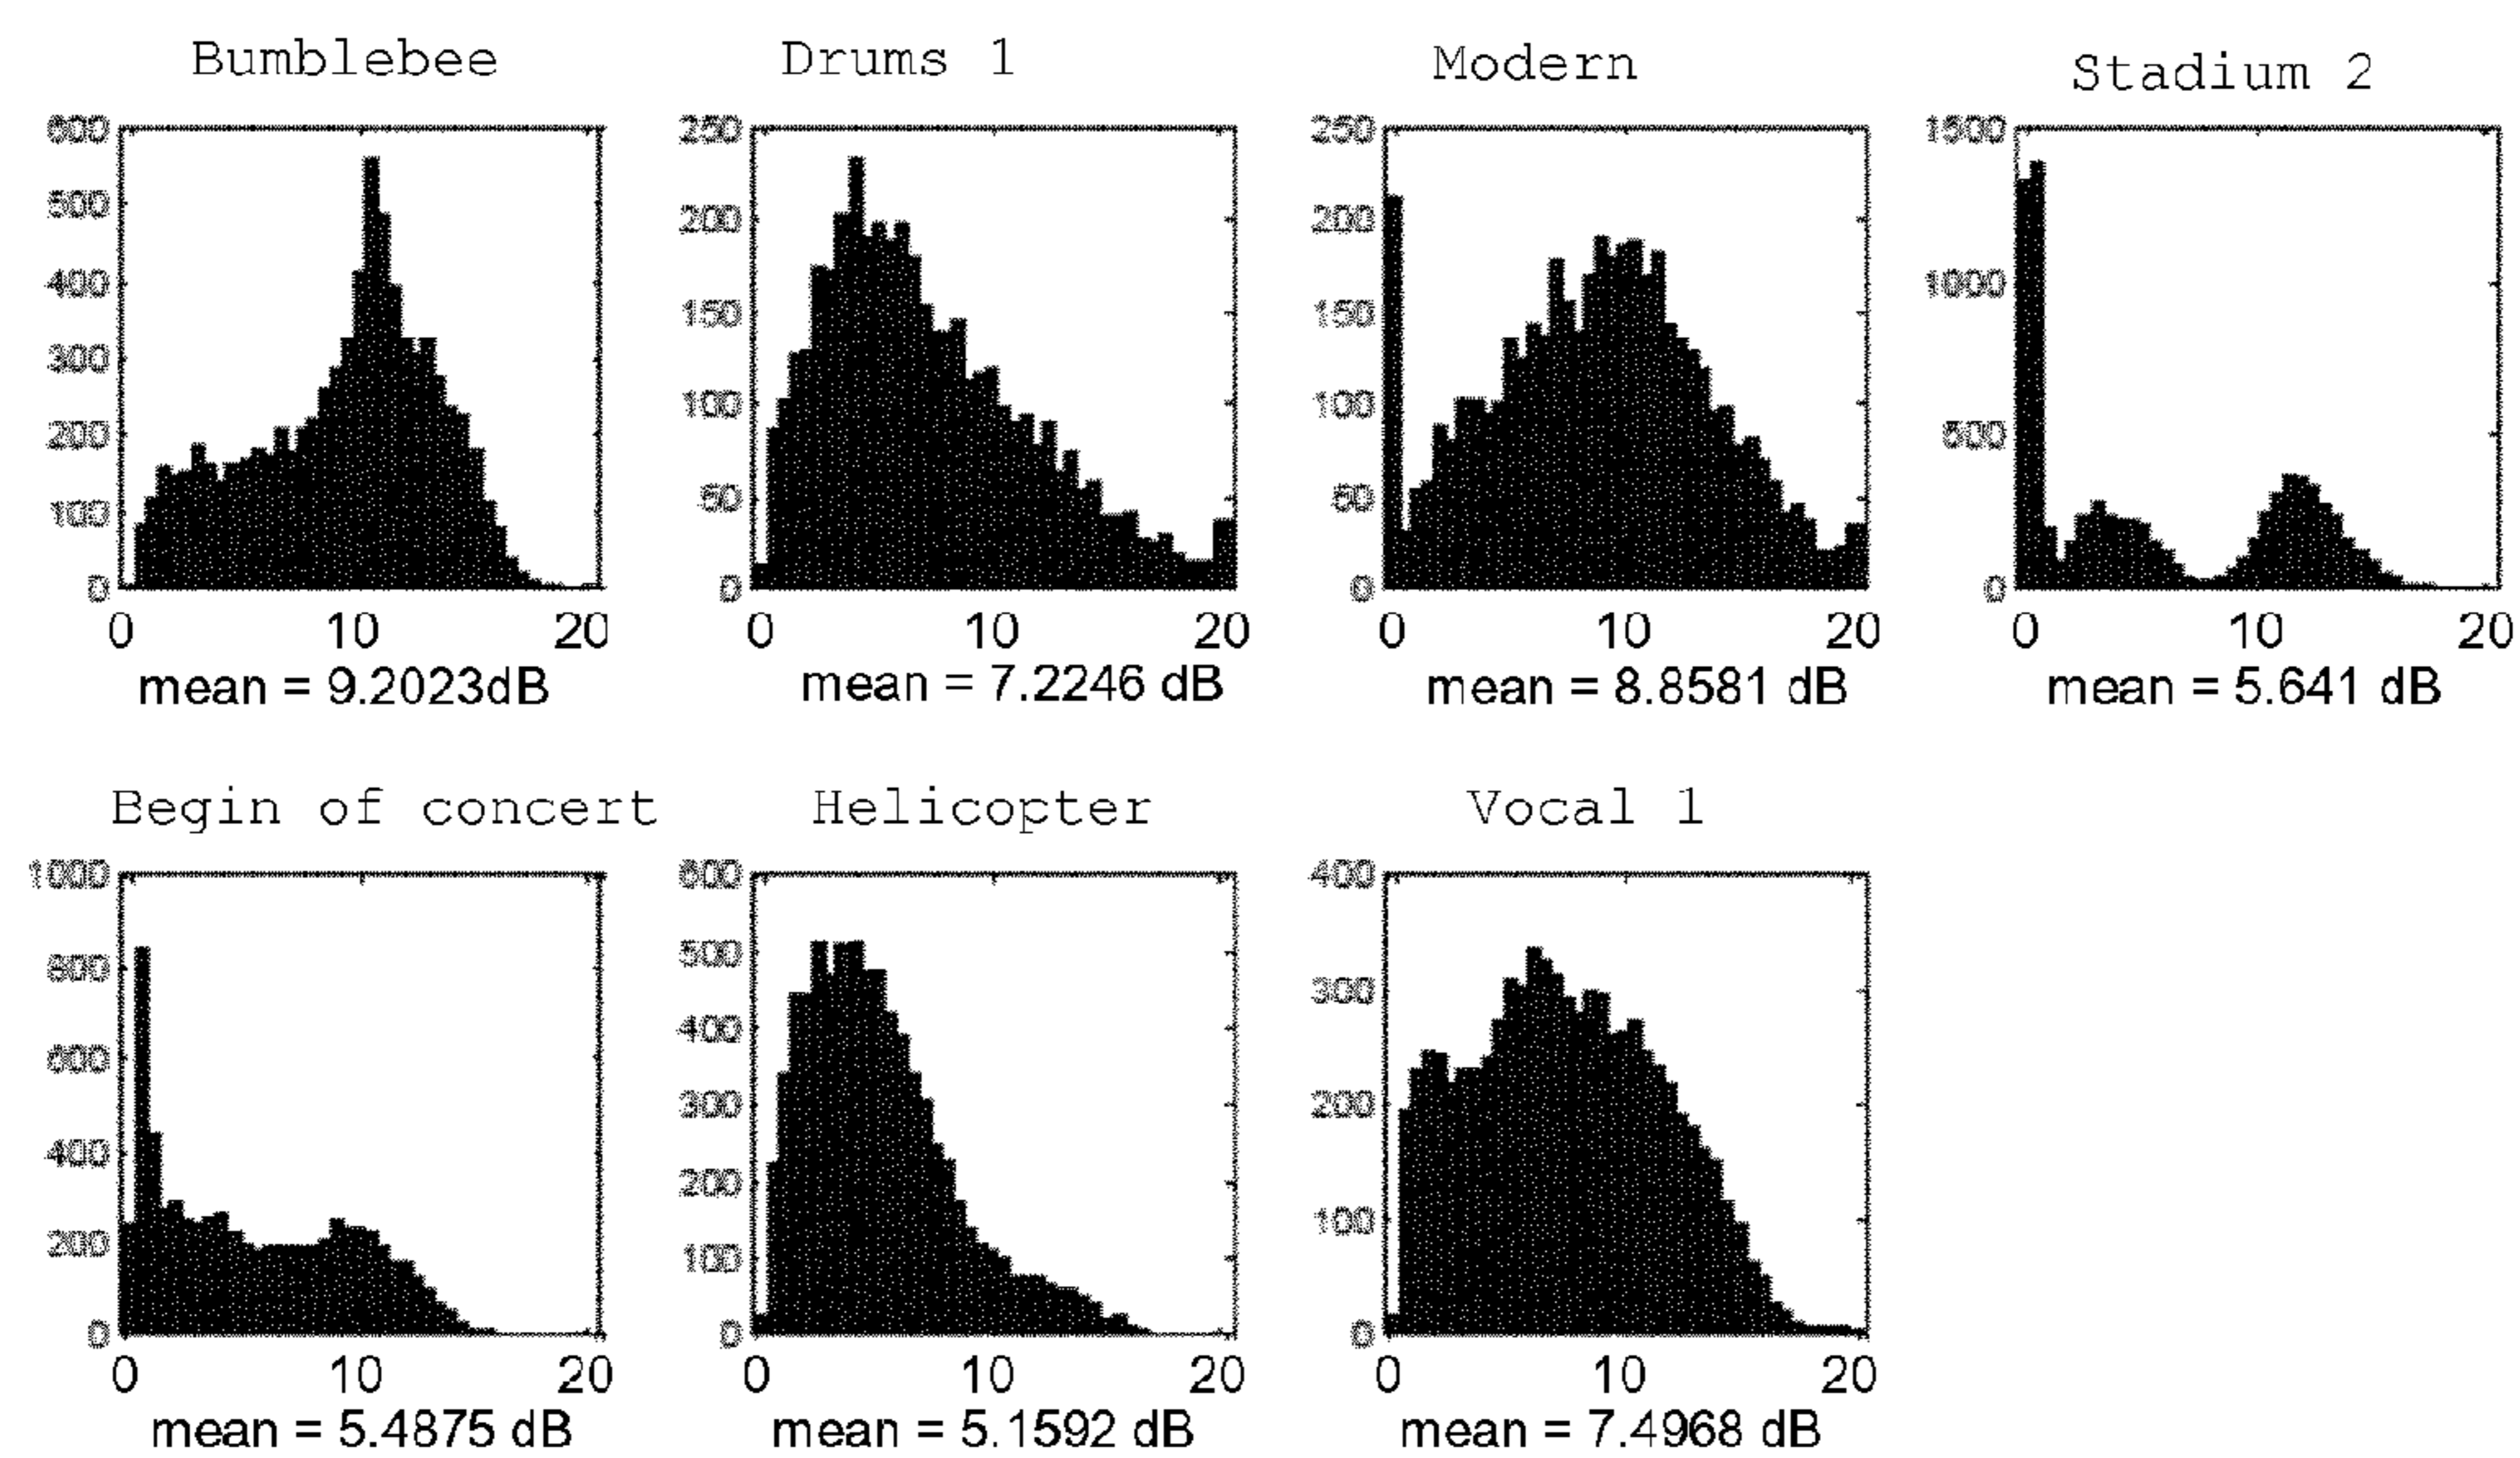 Bumblebee
600
500
400
300
200
100
0
0 10 20
mean = 9.2023dB
Drums 1
250
200
150
100
50
0
0 10 20
mean = 7.2246 dB
Modern
250
200
150
100
50
0
0 10 20
mean = 8.8581 dB
Stadium 2
1500
1000
500
0
0 10 20
mean = 5.641 dB
Begin of concert
1000
800
600
400
200
0
0 10 20
mean = 5.4875 dB
Helicopter
600
500
400
300
200
100
0
0 10 20
mean = 5.1592 dB
Vocal 1
400
300
200
100
0
0 10 20
mean = 7.4968 dB